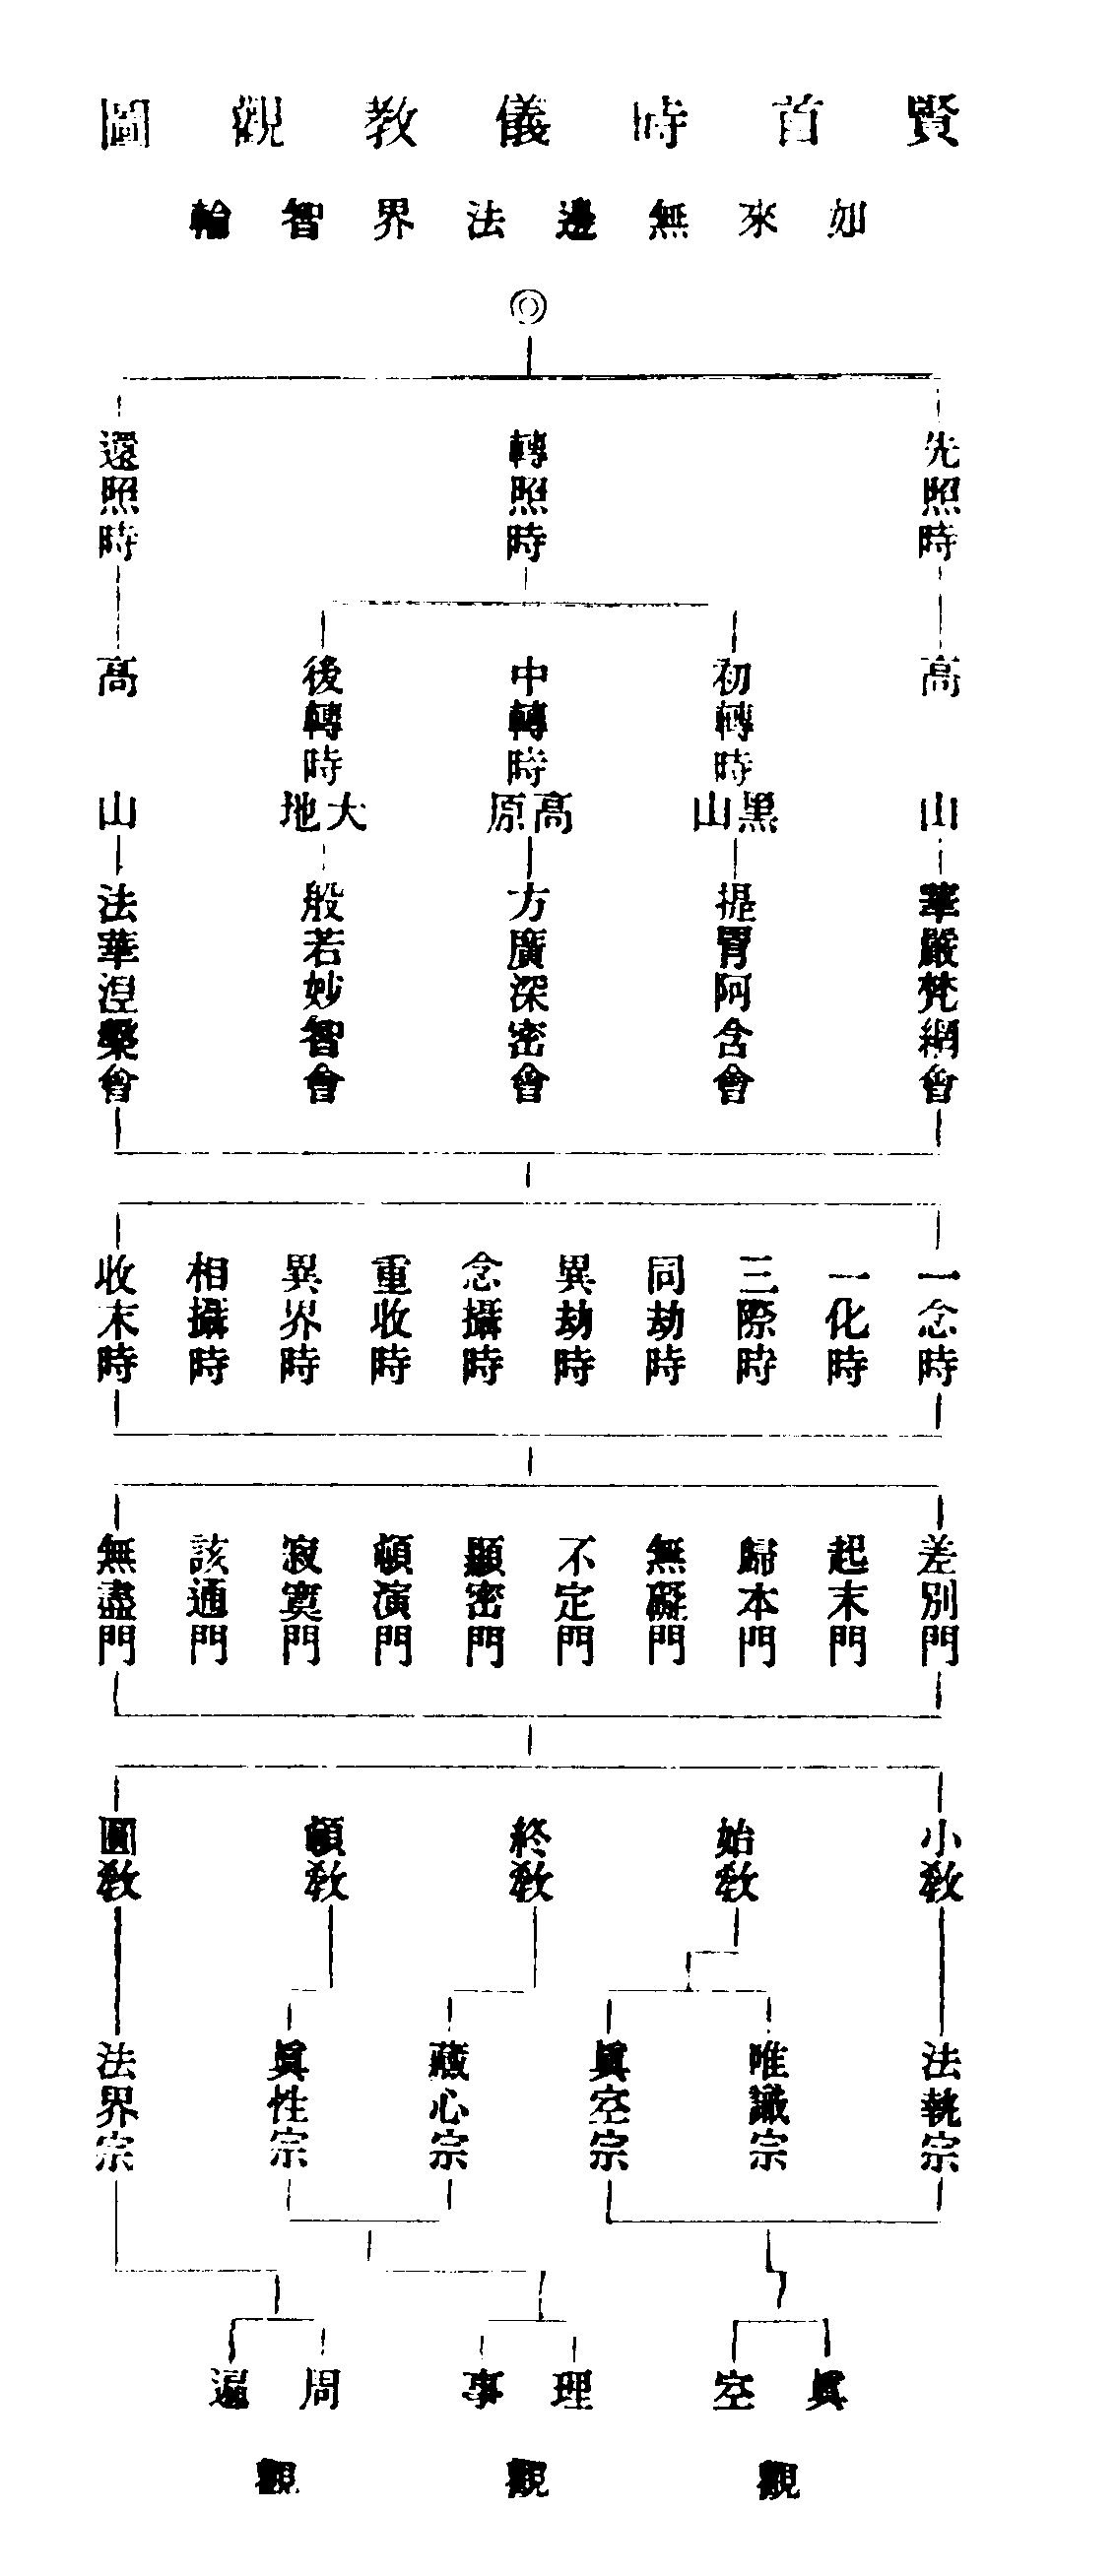 賢首時儀教觀圖
如來無邊法界智輪
先照時
轉照時
還照時
高山
初轉時
黑山
中轉時
高原
後轉時
大地
高山
華嚴梵網會
提胃阿含會
方廣深密會
般若妙智會
法華涅槃會
一念時
一化時
三際時
同劫時
異劫時
念攝時
重收時
異界時
相攝時
收末時
差別門
起末門
歸本門
無礙門
不定門
顯密門
頓演門
寂寞門
該通門
無盡門
小教
始教
終教
頓教
圓教
法執宗
唯識宗
眞空宗
藏心宗
眞性宗
法界宗
眞空觀
理事觀
周遍觀